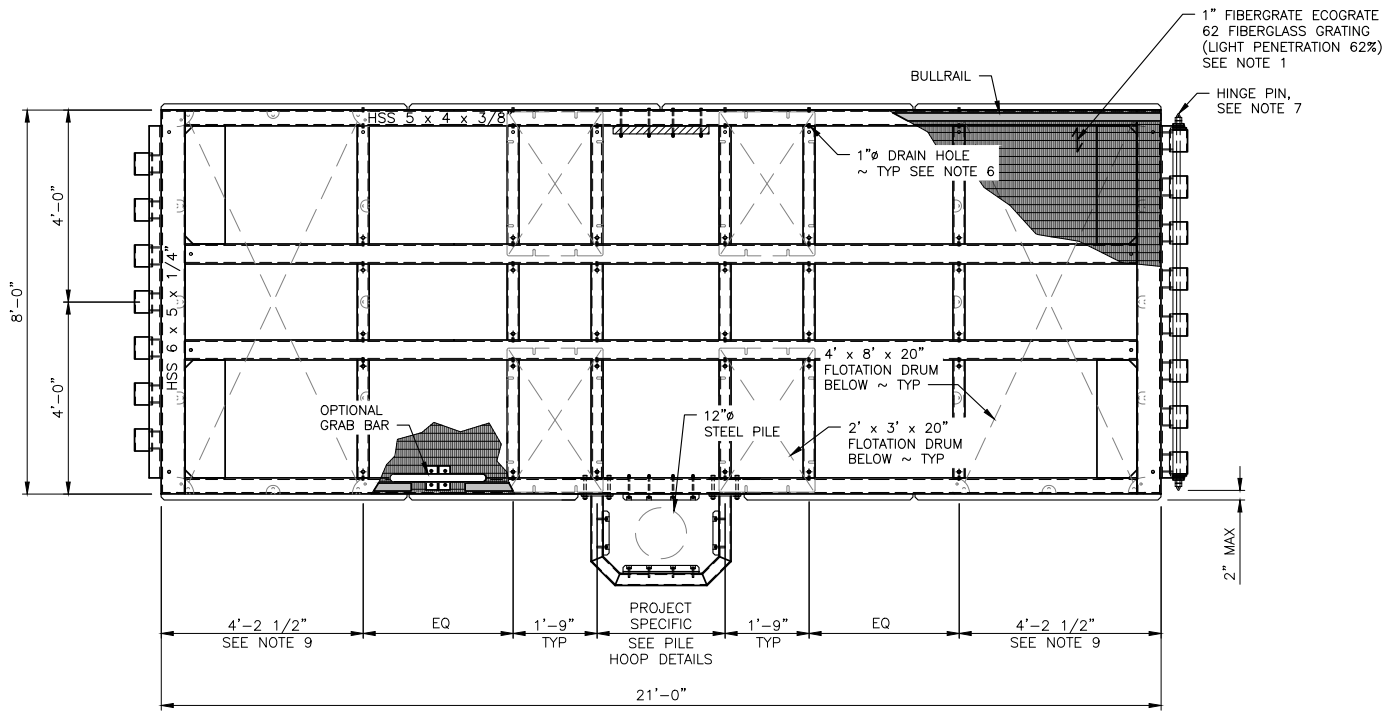 1" FIBERGRATE ECOGRATE
62 FIBERGLASS GRATING
(LIGHT PENETRATION 62%)
SEE NOTE 1
BULLRAIL
HINGE PIN,
SEE NOTE 7
HSS 5 x 4 x 3/8
1"ø DRAIN HOLE
~ TYP SEE NOTE 6
4'-0"
8'-0"
HSS 6 x 5 x 1/4"
4'-0"
4' x 8' x 20"
FLOTATION DRUM
BELOW ~ TYP
OPTIONAL
GRAB BAR
12"ø
STEEL PILE
2' x 3' x 20"
FLOTATION DRUM
BELOW ~ TYP
2" MAX
4'-2 1/2"
SEE NOTE 9
EQ
1'-9"
TYP
PROJECT
SPECIFIC
SEE PILE
HOOP DETAILS
1'-9"
TYP
EQ
4'-2 1/2"
SEE NOTE 9
21'-0"